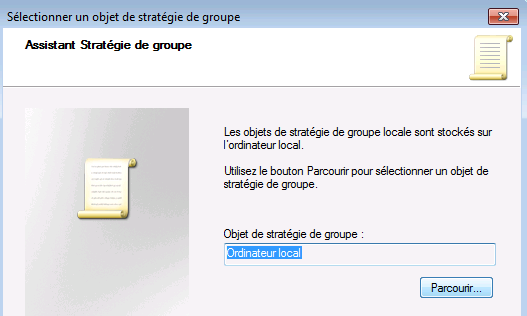 Sélectionner un objet de stratégie de groupe
Assistant Stratégie de groupe
Les objets de stratégie de groupe locale sont stockés sur
l'ordinateur local.
Utilisez le bouton Parcourir pour sélectionner un objet de
stratégie de groupe.
Objet de stratégie de groupe :
Ordinateur local
Parcourir...